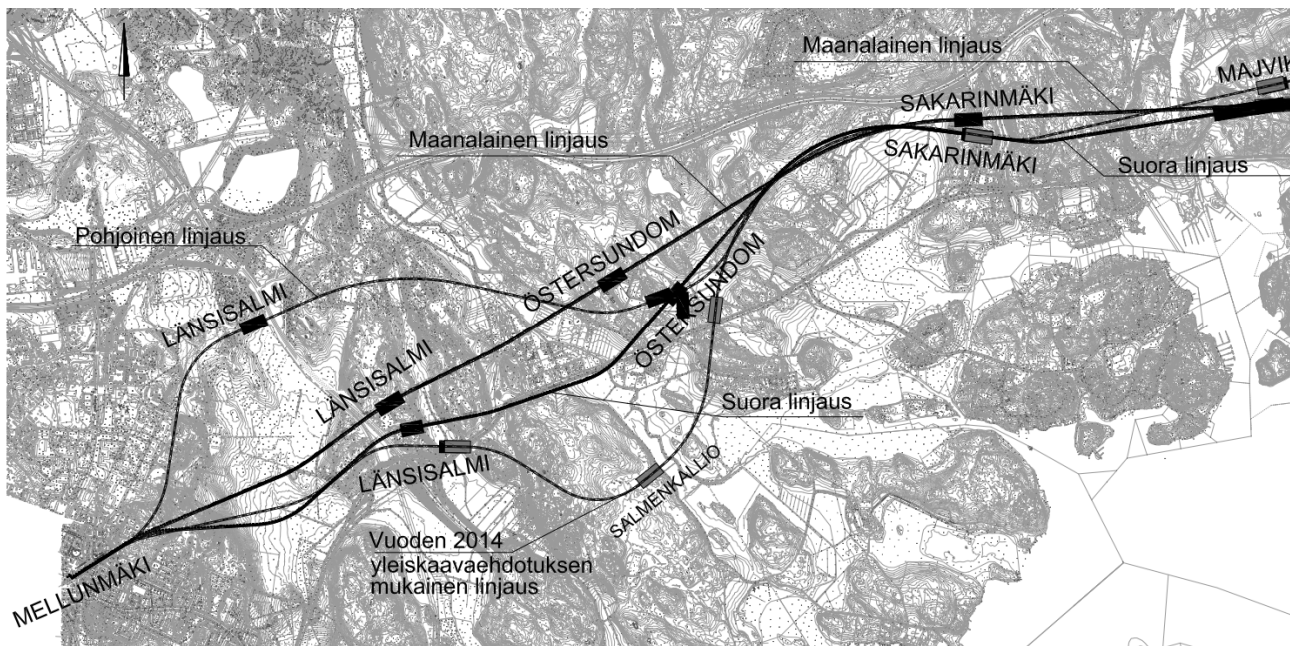 Maanalainen linjaus
MAJVIK
SAKARINMÄKI
Maanalainen linjaus
SAKARINMÄKI
Suora linjaus
Pohjoinen linjaus
ÖSTERSUNDOM
LÄNSISALMI
ÖSTERSUNDOM
LÄNSISALMI
Suora linjaus
LÄNSISALMI
SALMENKALLIO
Vuoden 2014
yleiskaavaehdotuksen
mukainen linjaus
MELLUNMÄKI